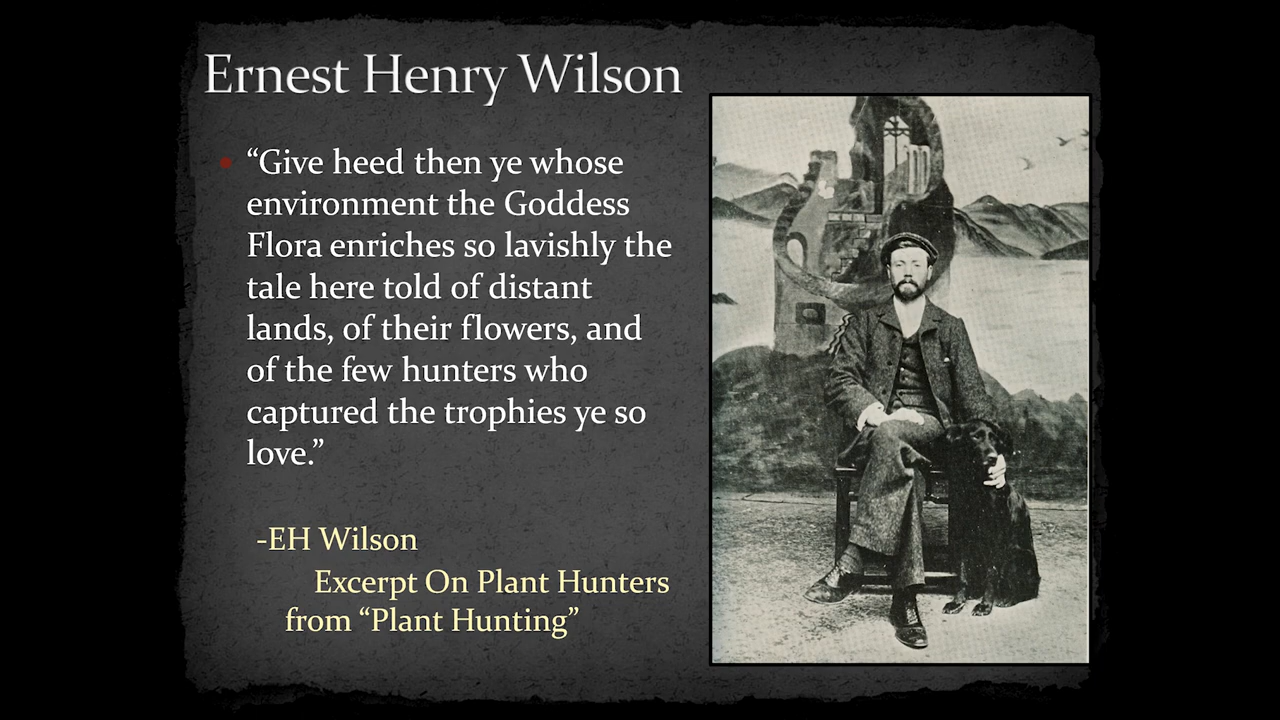 Ernest Henry Wilson
“Give heed then ye whose
environment the Goddess
Flora enriches so lavishly the
tale here told of distant
lands, of their flowers, and
of the few hunters who
captured the trophies ye so
love.”
-EH Wilson
Excerpt On Plant Hunters
from “Plant Hunting”